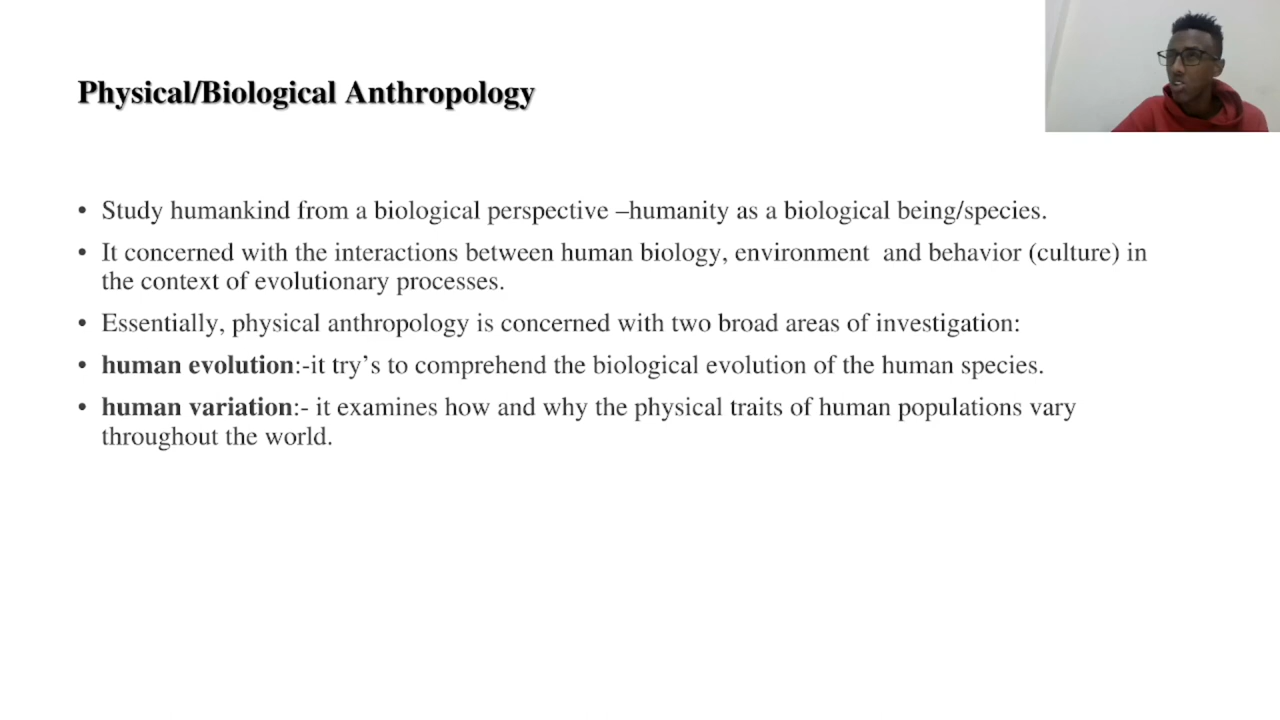 Physical/Biological Anthropology
• Study humankind from a biological perspective –humanity as a biological being/species.
• It concerned with the interactions between human biology, environment  and behavior (culture) in
the context of evolutionary processes.
• Essentially, physical anthropology is concerned with two broad areas of investigation:
• human evolution:-it try’s to comprehend the biological evolution of the human species.
• human variation:- it examines how and why the physical traits of human populations vary
throughout the world.